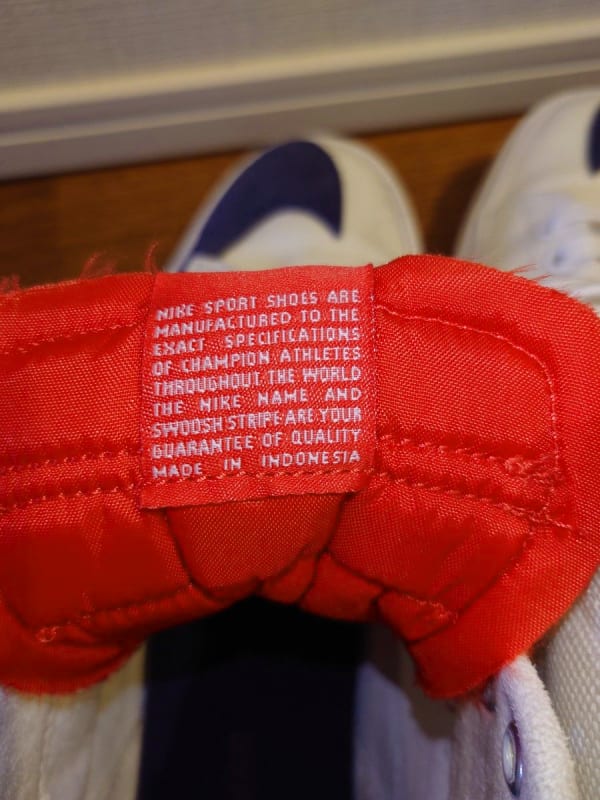 NIKE SPORT SHOES ARE
MANUFACTURED TO THE
EXACT SPECIFICATIONS
OF CHAMPION ATHLETES
THROUGHOUT THE WORLD
THE NIKE NAME AND
SWOOSH STRIPE ARE YOUR
GUARANTEE OF QUALITY
MADE IN INDONESIA